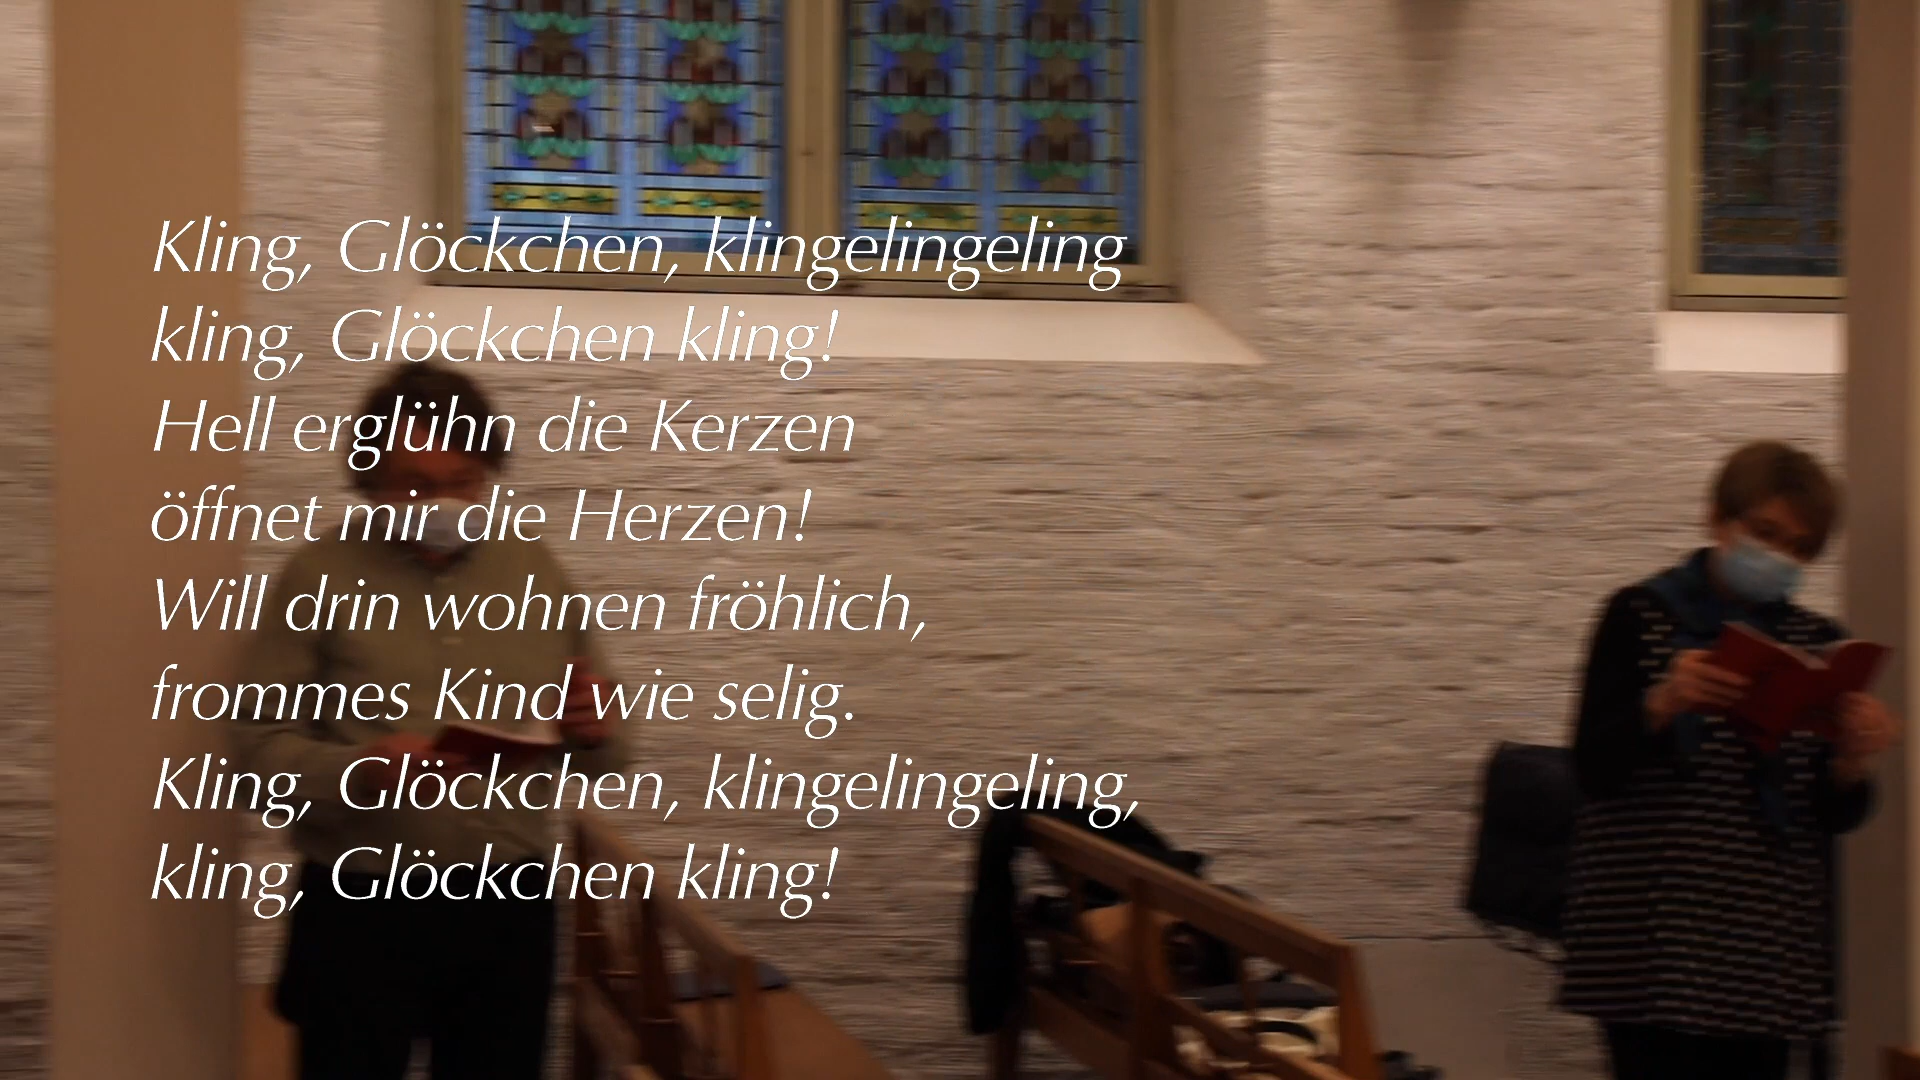 Kling, Glöckchen, klingelingeling
kling, Glöckchen kling!
Hell erglühn die Kerzen
öffnet mir die Herzen!
Will drin wohnen fröhlich,
frommes Kind wie selig.
Kling, Glöckchen, klingelingeling,
kling, Glöckchen kling!